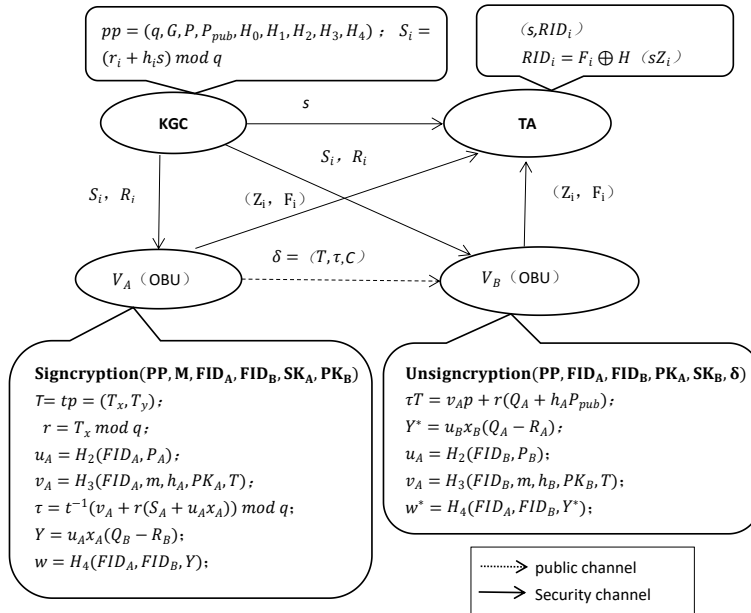 pp = (q, G, P, P_{pub}, H_0, H_1, H_2, H_3, H_4) ; S_i =
(r_i + h_i s) mod q
(s, RID_i)
RID_i = F_i ⊕ H (sZ_i)
KGC
s
TA
S_i, R_i
S_i, R_i
(Z_i, F_i)
(Z_i, F_i)
δ = (T, τ, C)
V_A (OBU)
V_B (OBU)
Signcryption(PP, M, FID_A, FID_B, SK_A, PK_B)
T= tp = (T_x, T_y);
r = T_x mod q;
u_A = H_2(FID_A, P_A);
v_A = H_3(FID_A, m, h_A, PK_A, T);
τ = t^{-1}(v_A + r(S_A + u_A x_A)) mod q;
Y = u_A x_A(Q_B − R_B);
w = H_4(FID_A, FID_B, Y);
Unsigncryption(PP, FID_A, FID_B, PK_A, SK_B, δ)
τT = v_A p + r(Q_A + h_A P_{pub});
Y^* = u_B x_B(Q_A − R_A);
u_A = H_2(FID_B, P_B);
v_A = H_3(FID_B, m, h_B, PK_B, T);
w^* = H_4(FID_A, FID_B, Y^*);
public channel
Security channel